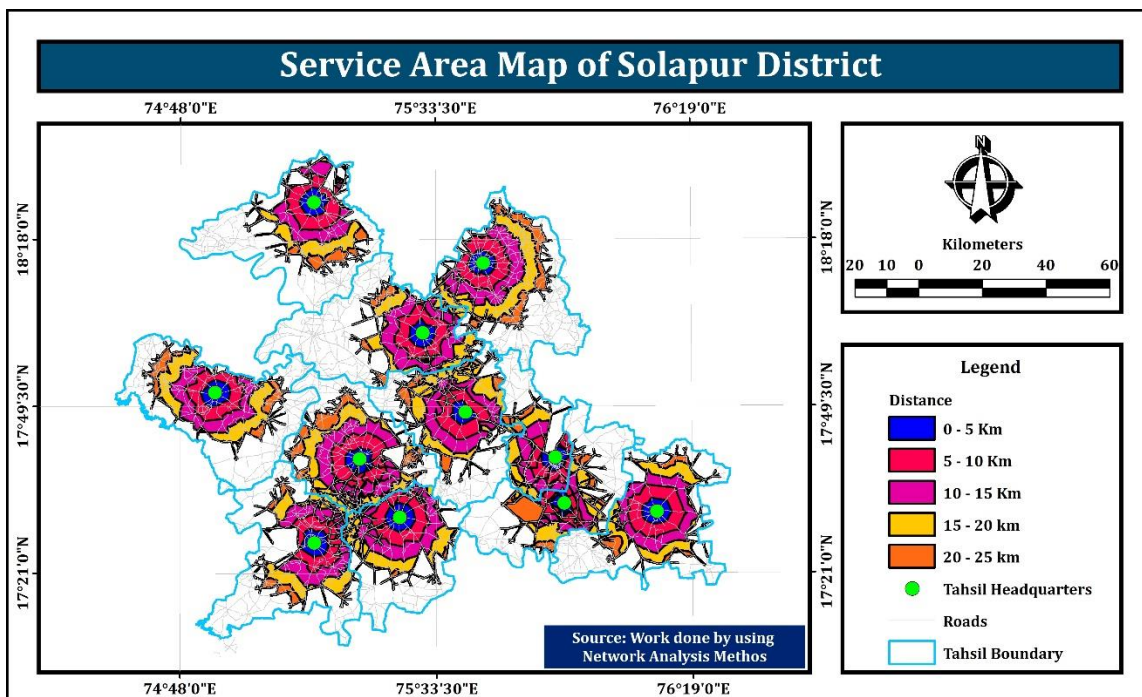 Service Area Map of Solapur District
74°48'0"E
75°33'30"E
76°19'0"E
18°18'0"N
17°49'30"N
17°21'0"N
18°18'0"N
17°49'30"N
17°21'0"N
74°48'0"E
75°33'30"E
76°19'0"E
Source: Work done by using
Network Analysis Methos
N
Kilometers
20 10 0 20 40 60
Legend
Distance
0 - 5 Km
5 - 10 Km
10 - 15 Km
15 - 20 km
20 - 25 km
Tahsil Headquarters
Roads
Tahsil Boundary